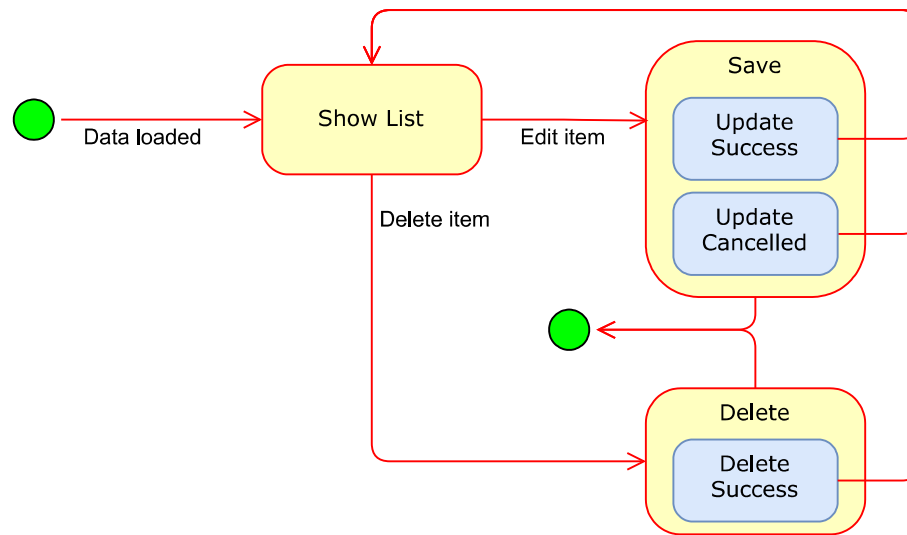 Save
Show List
Data loaded
Edit item
Update
Success
Delete item
Update
Cancelled
Delete
Delete
Success